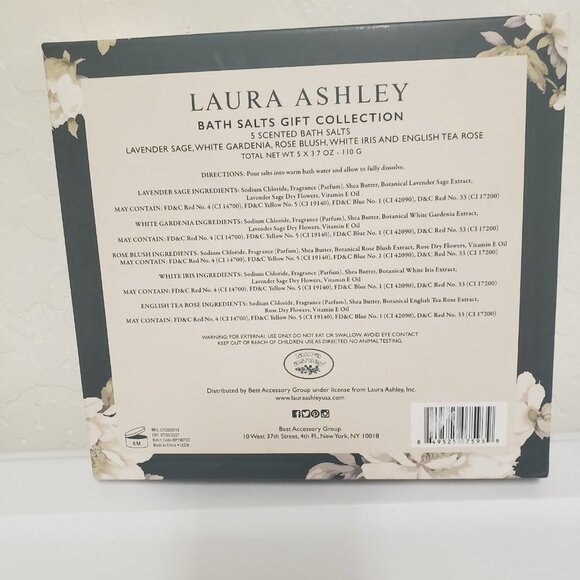 LAURA ASHLEY
BATH SALTS GIFT COLLECTION
5 SCENTED BATH SALTS
LAVENDER SAGE, WHITE GARDENIA, ROSE BLUSH, WHITE IRIS AND ENGLISH TEA ROSE
TOTAL NET WT. 5 X 3.7 OZ - 110 G
DIRECTIONS: Pour salts into warm bath water and allow to fully dissolve.
LAVENDER SAGE INGREDIENTS: Sodium Chloride, Fragrance (Parfum), Shea Butter, Botanical Lavender Sage Extract,
Lavender Sage Dry Flowers, Vitamin E Oil
MAY CONTAIN: FD&C Red No. 4 (CI 14700), FD&C Yellow No. 5 (CI 19140), FD&C Blue No. 1 (CI 42090), D&C Red No. 33 (CI 17200)
WHITE GARDENIA INGREDIENTS: Sodium Chloride, Fragrance (Parfum), Shea Butter, Botanical White Gardenia Extract,
Lavender Sage Dry Flowers, Vitamin E Oil
MAY CONTAIN: FD&C Red No. 4 (CI 14700), FD&C Yellow No. 5 (CI 19140), FD&C Blue No. 1 (CI 42090), D&C Red No. 33 (CI 17200)
ROSE BLUSH INGREDIENTS: Sodium Chloride, Fragrance (Parfum), Shea Butter, Botanical Rose Blush Extract, Rose Dry Flowers, Vitamin E Oil
MAY CONTAIN: FD&C Red No. 4 (CI 14700), FD&C Yellow No. 5 (CI 19140), FD&C Blue No. 1 (CI 42090), D&C Red No. 33 (CI 17200)
WHITE IRIS INGREDIENTS: Sodium Chloride, Fragrance (Parfum), Shea Butter, Botanical White Iris Extract,
Lavender Sage Dry Flowers, Vitamin E Oil
MAY CONTAIN: FD&C Red No. 4 (CI 14700), FD&C Yellow No. 5 (CI 19140), FD&C Blue No. 1 (CI 42090), D&C Red No. 33 (CI 17200)
ENGLISH TEA ROSE INGREDIENTS: Sodium Chloride, Fragrance (Parfum), Shea Butter, Botanical English Tea Rose Extract,
Rose Dry Flowers, Vitamin E Oil
MAY CONTAIN: FD&C Red No. 4 (CI 14700), FD&C Yellow No. 5 (CI 19140), FD&C Blue No. 1 (CI 42090), D&C Red No. 33 (CI 17200)
WARNING: FOR EXTERNAL USE ONLY. DO NOT EAT OR SWALLOW. AVOID EYE CONTACT.
KEEP OUT OF REACH OF CHILDREN. USE AS DIRECTED. NO ANIMAL TESTING.
LAURA
ASHLEY
Distributed by Best Accessory Group under license from Laura Ashley, Inc.
www.lauraashleyusa.com
Best Accessory Group
10 West 37th Street, 4th Fl., New York, NY 10018
6M
Made in China
8 49525 07593 9